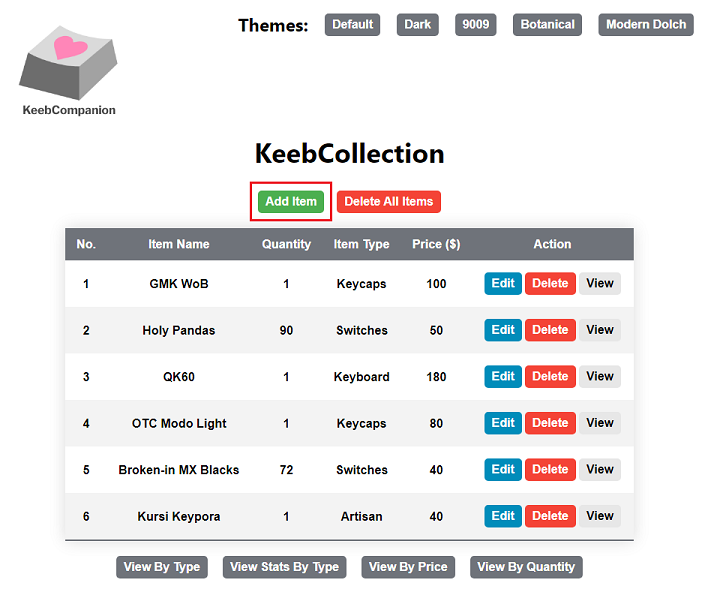 Themes: Default Dark 9009 Botanical Modern Dolch
KeebCompanion
KeebCollection
Add Item Delete All Items
No. Item Name Quantity Item Type Price ($) Action
1 GMK WoB 1 Keycaps 100 Edit Delete View
2 Holy Pandas 90 Switches 50 Edit Delete View
3 QK60 1 Keyboard 180 Edit Delete View
4 OTC Modo Light 1 Keycaps 80 Edit Delete View
5 Broken-in MX Blacks 72 Switches 40 Edit Delete View
6 Kursi Keypora 1 Artisan 40 Edit Delete View
View By Type View Stats By Type View By Price View By Quantity